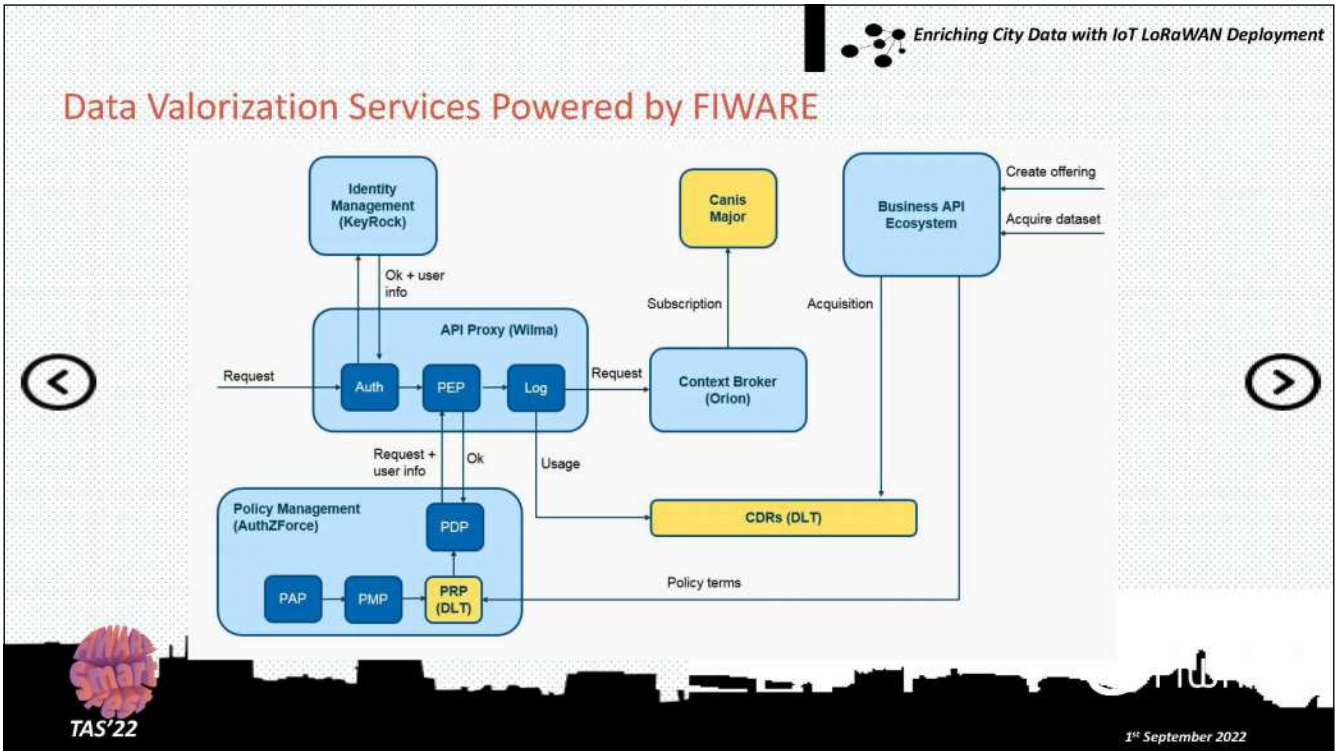 Enriching City Data with IoT LoRaWAN Deployment
Data Valorization Services Powered by FIWARE
Identity
Management
(KeyRock)
Canis
Major
Business API
Ecosystem
Create offering
Acquire dataset
Ok + user
info
Subscription
Acquisition
API Proxy (Wilma)
Request
Auth
PEP
Log
Request
Context Broker
(Orion)
Request +
user info
Ok
Usage
Policy Management
(AuthZForce)
PDP
CDRs (DLT)
PAP
PMP
PRP
(DLT)
Policy terms
Smart
TAS'22
1st September 2022